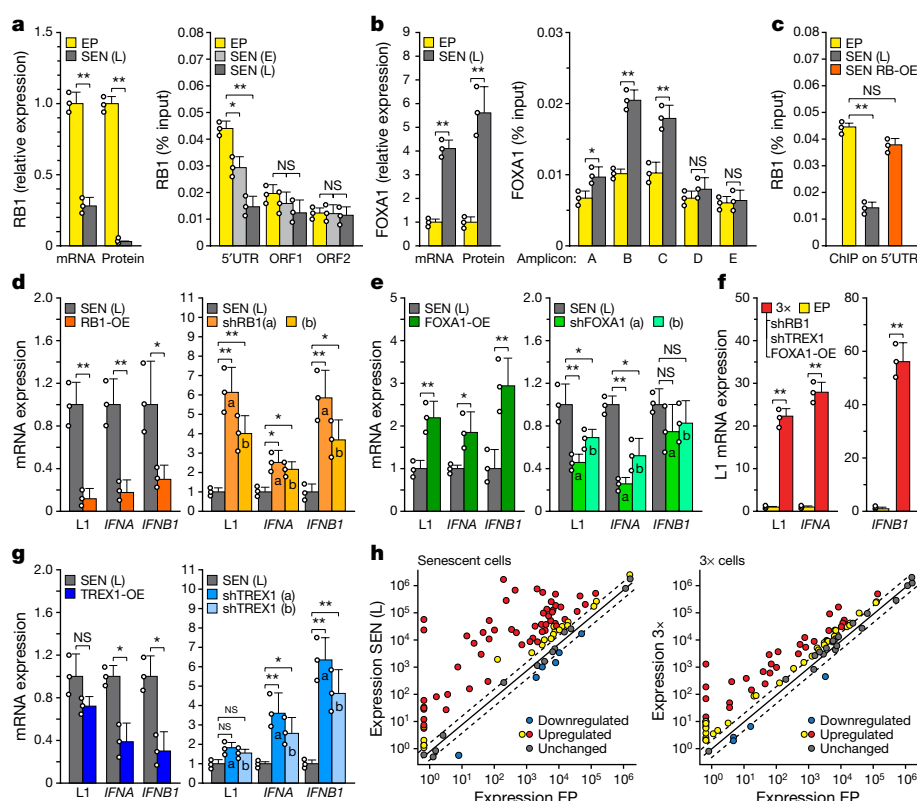 a
RB1 (relative expression)
1.5
1.0
0.5
0
EP
SEN (L)
**
**
mRNA
Protein
RB1 (% input)
0.08
0.06
0.05
0.04
0.03
0.02
0.01
0
EP
SEN (E)
SEN (L)
**
*
NS
NS
5′UTR
ORF1
ORF2
b
FOXA1 (relative expression)
9
8
7
6
5
4
3
2
1
0
EP
SEN (L)
**
**
mRNA
Protein
FOXA1 (% input)
0.03
0.02
0.01
0
**
**
*
NS
NS
Amplicon:
A
B
C
D
E
c
RB1 (% input)
0.08
0.06
0.05
0.04
0.03
0.02
0.01
0
EP
SEN (L)
SEN RB-OE
NS
**
ChIP on 5′UTR
d
mRNA expression
2.0
1.6
1.2
0.8
0.4
0
SEN (L)
RB1-OE
**
**
*
L1
IFNA
IFNB1
11
10
9
8
7
6
5
4
3
2
1
0
SEN (L)
shRB1(a)
(b)
**
**
*
*
*
**
a
b
a
b
a
b
L1
IFNA
IFNB1
e
mRNA expression
4
3
2
1
0
SEN (L)
FOXA1-OE
**
*
**
L1
IFNA
IFNB1
2.0
1.6
1.2
0.8
0.4
0
SEN (L)
shFOXA1 (a)
(b)
*
**
*
**
NS
NS
a
b
a
b
a
b
L1
IFNA
IFNB1
f
L1 mRNA expression
50
40
30
20
10
0
3×
EP
shRB1
shTREX1
FOXA1-OE
**
**
L1
IFNA
80
60
40
20
0
**
IFNB1
g
mRNA expression
2.0
1.6
1.2
0.8
0.4
0
SEN (L)
TREX1-OE
NS
*
*
L1
IFNA
IFNB1
12
11
10
9
8
7
6
5
4
3
2
1
0
SEN (L)
shTREX1 (a)
shTREX1 (b)
NS
NS
*
**
**
**
a
b
a
b
a
b
L1
IFNA
IFNB1
h
Senescent cells
Expression SEN (L)
10⁶
10⁵
10⁴
10³
10²
10¹
10⁰
Downregulated
Upregulated
Unchanged
10⁰
10¹
10²
10³
10⁴
10⁵
10⁶
Expression EP
3× cells
Expression 3×
10⁶
10⁵
10⁴
10³
10²
10¹
10⁰
Downregulated
Upregulated
Unchanged
10⁰
10¹
10²
10³
10⁴
10⁵
10⁶
Expression EP